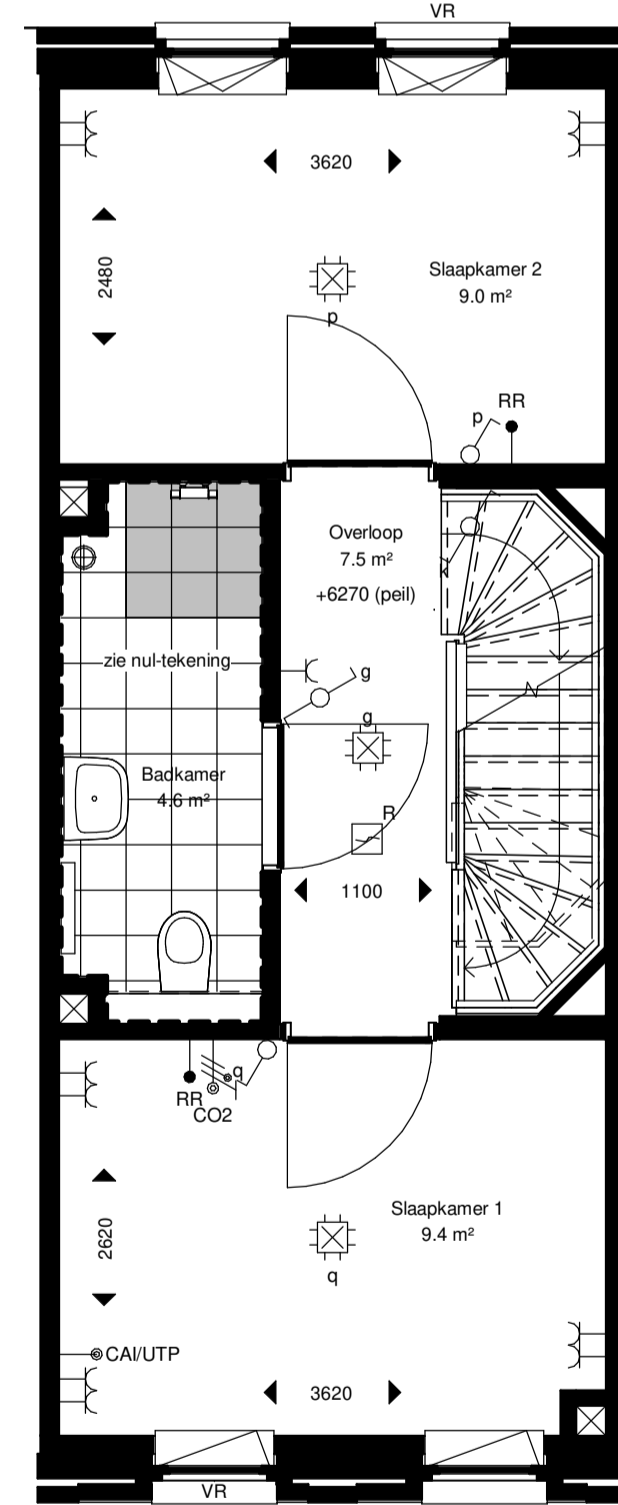 VR
3620
2480
Slaapkamer 2
9.0 m²
p
p
RR
Overloop
7.5 m²
+6270 (peil)
zie nul-tekening
g
g
Badkamer
4.6 m²
R
1100
q
RR
CO2
Slaapkamer 1
9.4 m²
2620
q
CAI/UTP
3620
VR